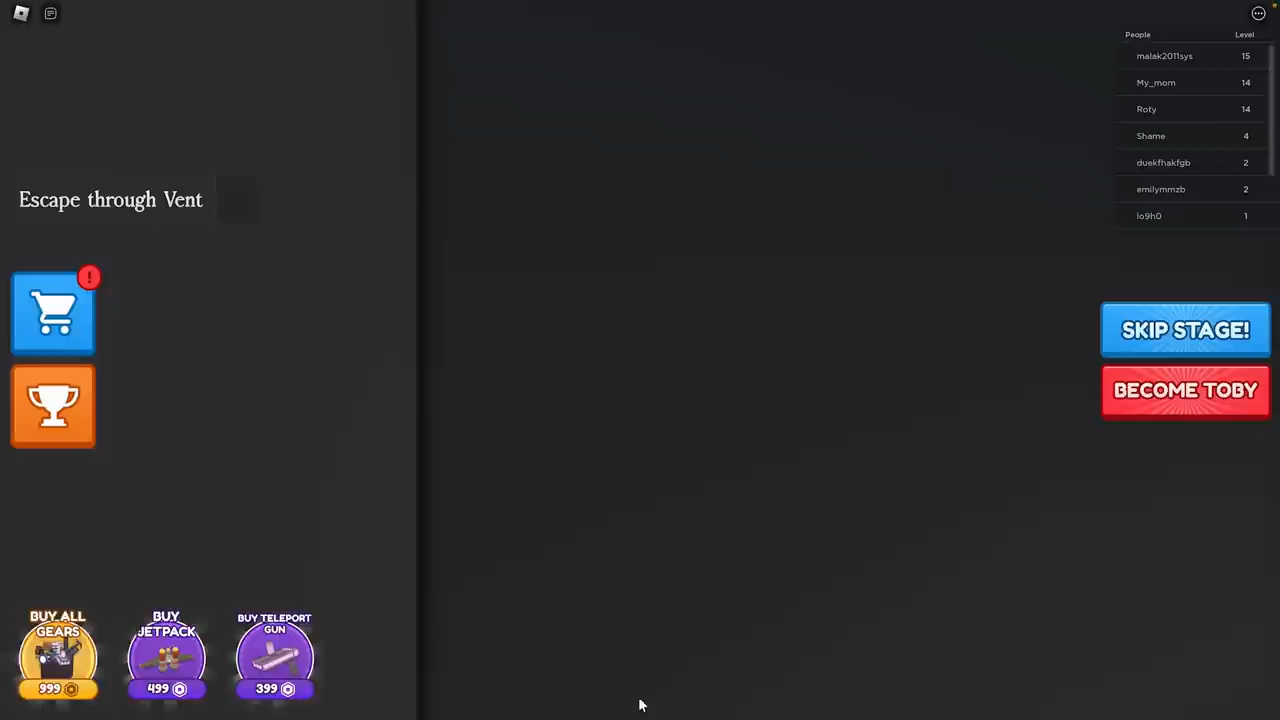 People Level
malak2011sys 15
My_mom 14
Roty 14
Shame 4
duekfhakfgb 2
emilymmzb 2
lo9h0 1
Escape through Vent
!
SKIP STAGE!
BECOME TOBY
BUY ALL
GEARS
999
BUY
JETPACK
499
BUY TELEPORT
GUN
399